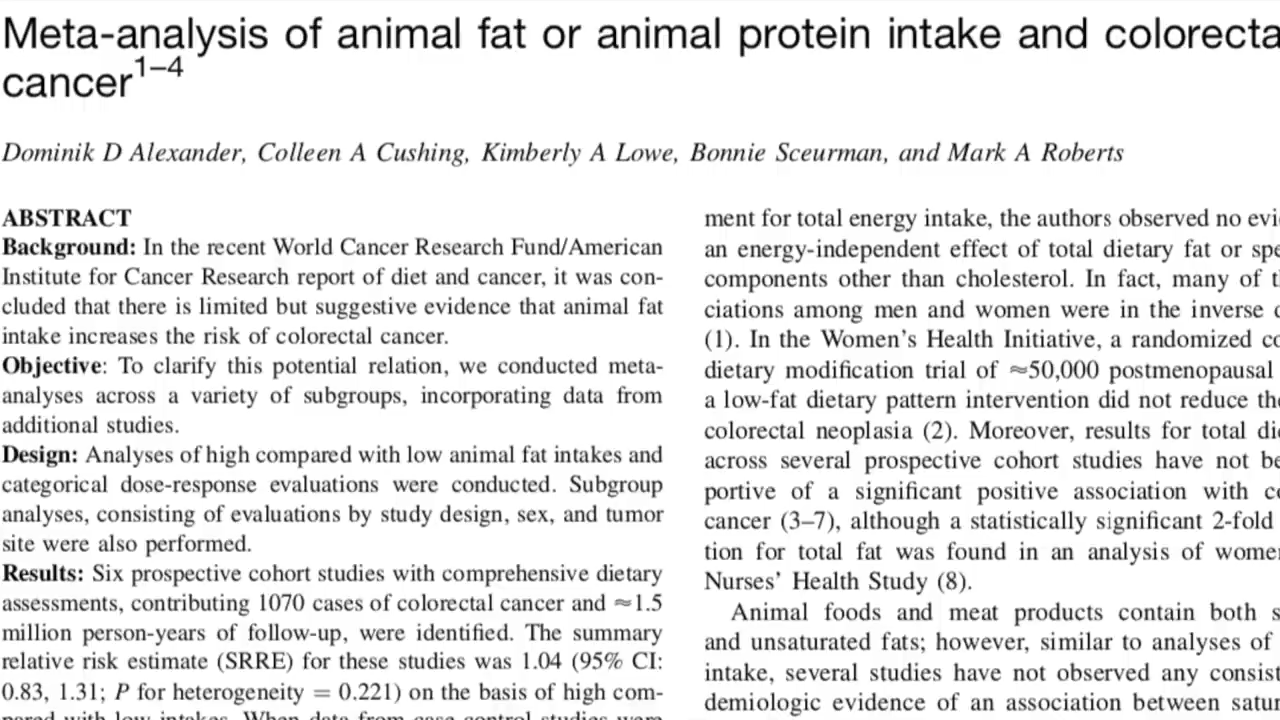 Meta-analysis of animal fat or animal protein intake and
cancer1–4
Dominik D Alexander, Colleen A Cushing, Kimberly A Lowe, Bonnie Sceurman, and Mark A Roberts
ABSTRACT
Background: In the recent World Cancer Research Fund/American
Institute for Cancer Research report of diet and cancer, it was con-
cluded that there is limited but suggestive evidence that animal fat
intake increases the risk of colorectal cancer.
Objective: To clarify this potential relation, we conducted meta-
analyses across a variety of subgroups, incorporating data from
additional studies.
Design: Analyses of high compared with low animal fat intakes and
categorical dose-response evaluations were conducted. Subgroup
analyses, consisting of evaluations by study design, sex, and tumor
site were also performed.
Results: Six prospective cohort studies with comprehensive dietary
assessments, contributing 1070 cases of colorectal cancer and ≈1.5
million person-years of follow-up, were identified. The summary
relative risk estimate (SRRE) for these studies was 1.04 (95% CI:
0.83, 1.31; P for heterogeneity = 0.221) on the basis of high com-
ment for total energy intake, the authors observed no
an energy-independent effect of total dietary fat or
components other than cholesterol. In fact, many of
ciations among men and women were in the inverse
(1). In the Women's Health Initiative, a randomized
dietary modification trial of ≈50,000 postmenopausal
a low-fat dietary pattern intervention did not reduce
colorectal neoplasia (2). Moreover, results for total
across several prospective cohort studies have not
portive of a significant positive association with
cancer (3–7), although a statistically significant 2-fold
tion for total fat was found in an analysis of
Nurses' Health Study (8).
Animal foods and meat products contain both
and unsaturated fats; however, similar to analyses of
intake, several studies have not observed any
demiologic evidence of an association between